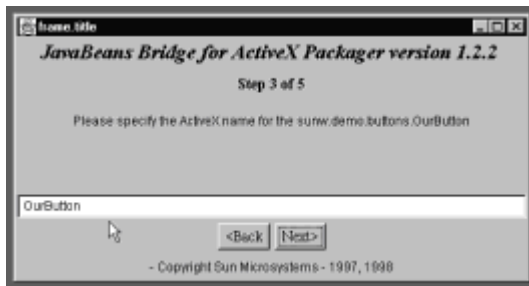 frame.title
JavaBeans Bridge for ActiveX Packager version 1.2.2
Step 3 of 5
Please specify the ActiveX name for the sunw.demo.buttons.OurButton
OurButton
<Back Next>
- Copyright Sun Microsystems - 1997, 1998